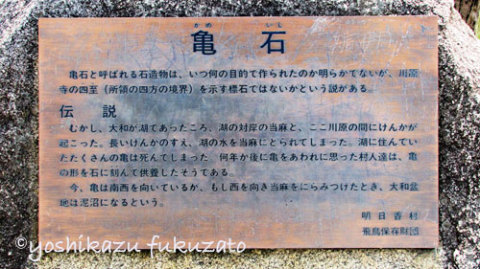 かめ いし
亀石
亀石と呼ばれる石造物は、いつ何の目的で作られたのか明らかでないが、川原
寺の四至（所領の四方の境界）を示す標石ではないかという説がある。
伝説
むかし、大和が湖であったころ、湖の対岸の当麻と、ここ川原の間にけんかが
起こった。長いけんかのすえ、湖の水を当麻にとられてしまった。湖に住んでい
たたくさんの亀は死んでしまった。何年か後に亀をあわれに思った村人達は、亀
の形を石に刻んで供養したそうである。
今、亀は南西を向いているが、もし西を向き当麻をにらみつけたとき、大和盆
地は泥沼になるという。
明日香村
飛鳥保存財団
©yoshikazu fukuzato